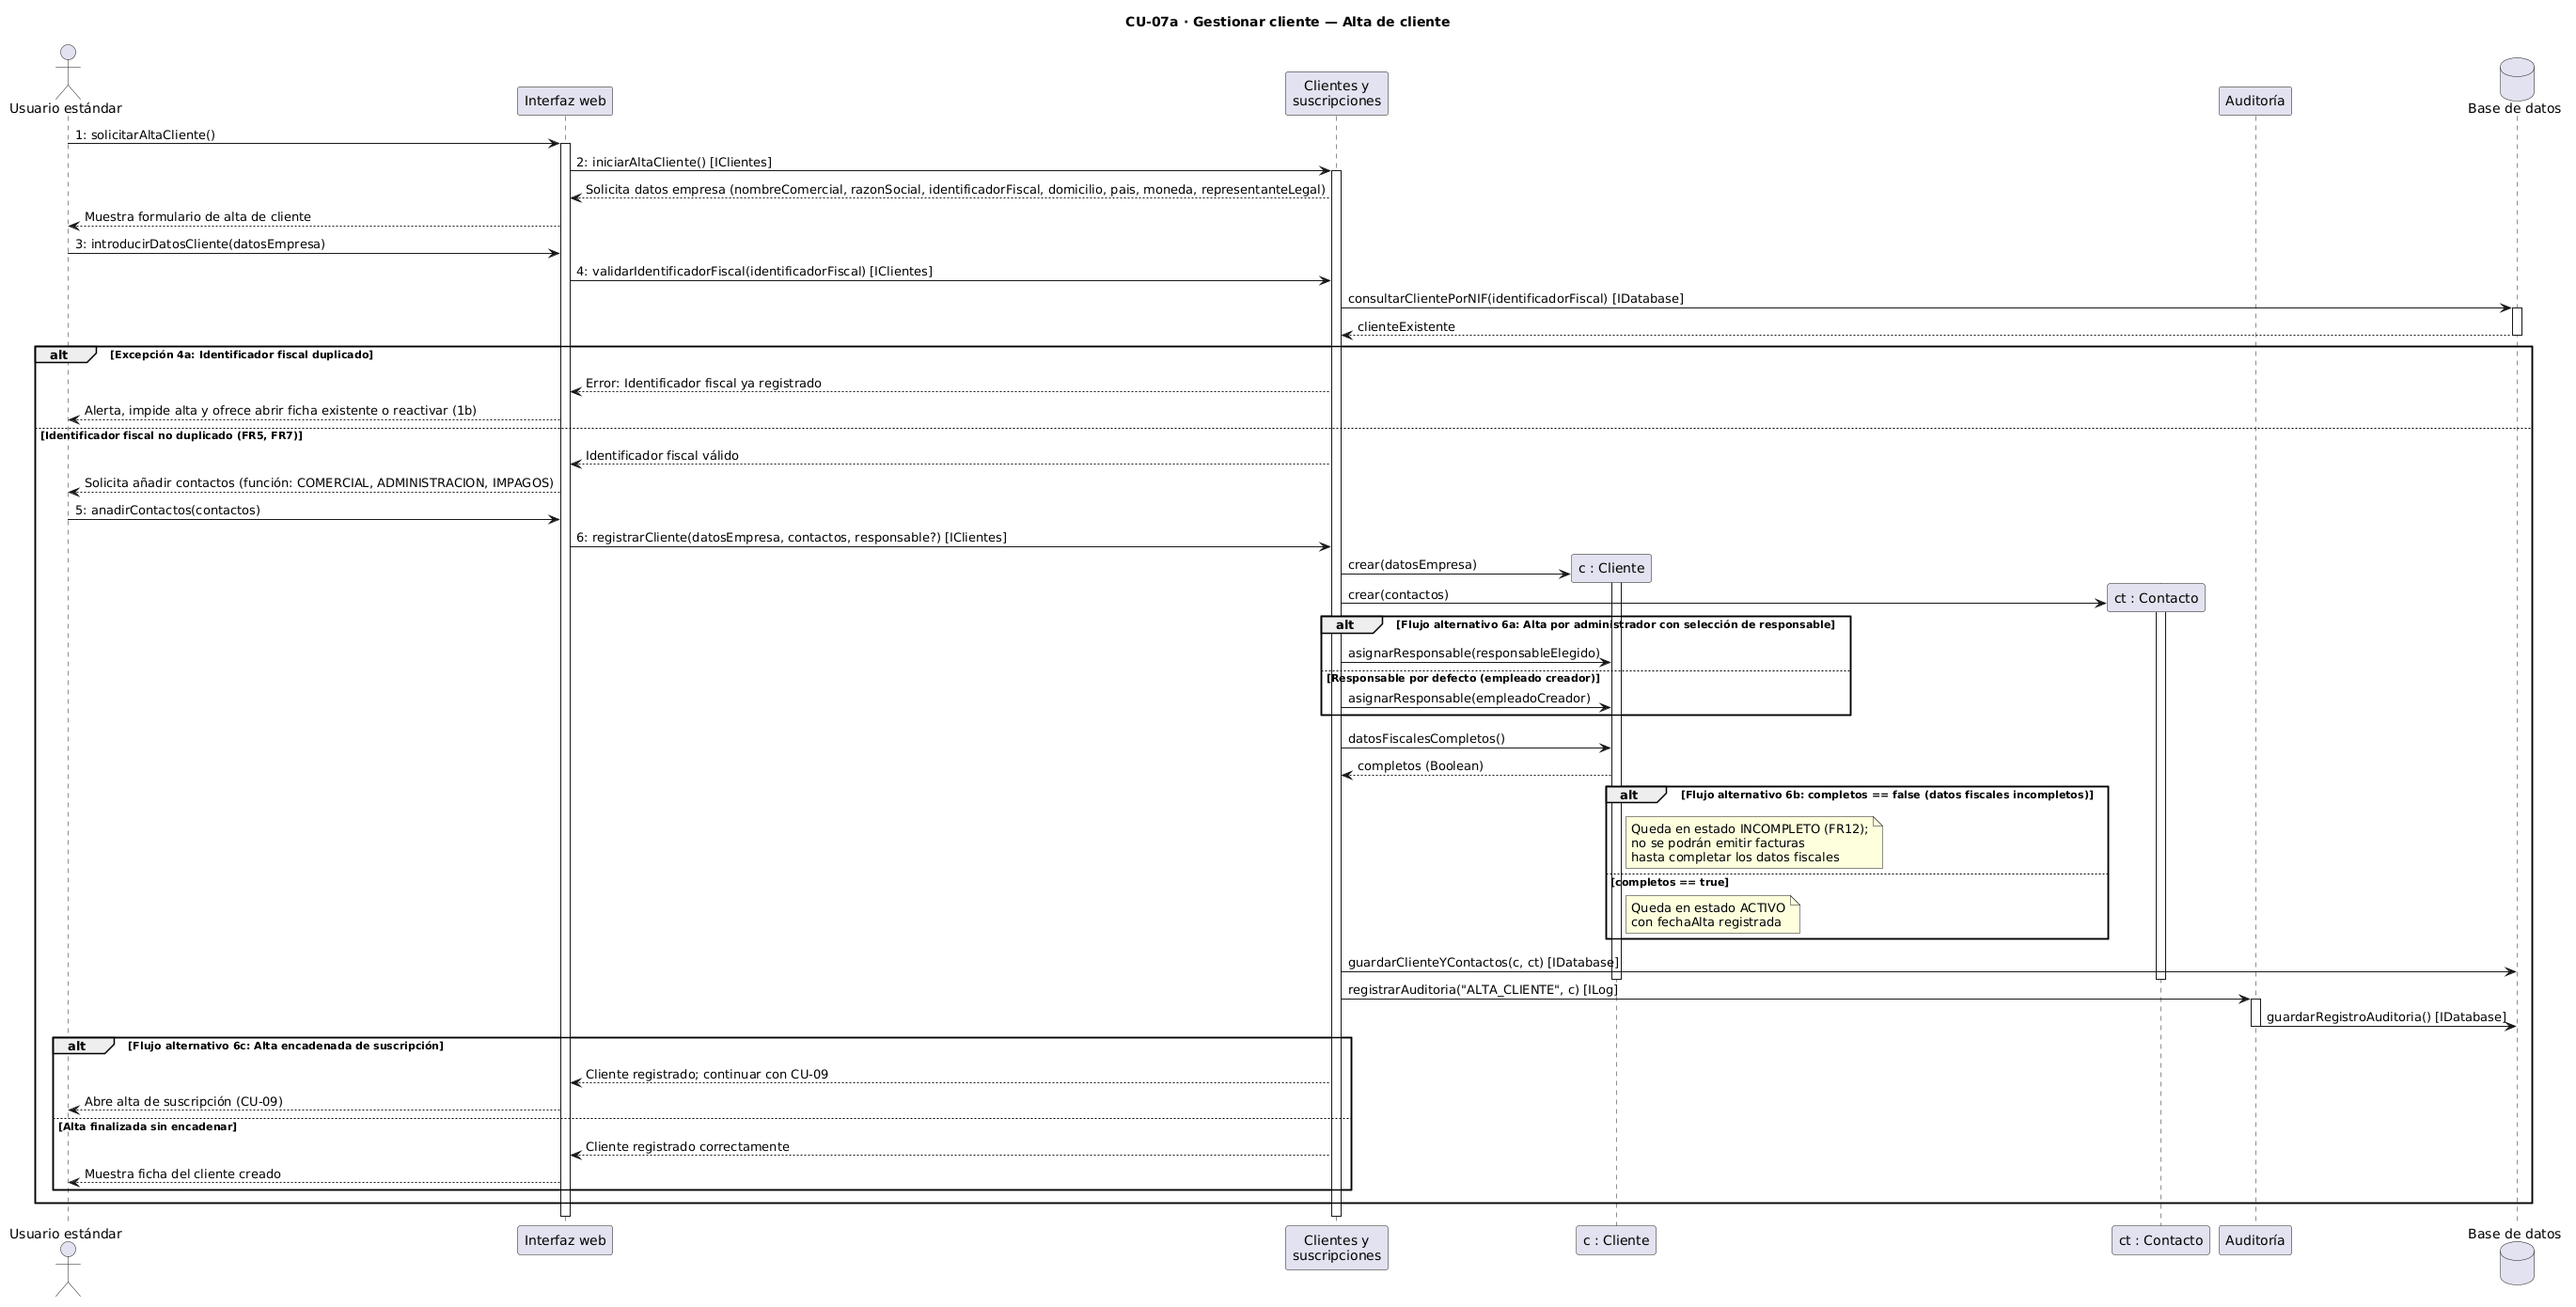 CU-07a · Gestionar cliente — Alta de cliente
Usuario estándar
Interfaz web
Clientes y
suscripciones
Auditoría
Base de datos
1: solicitarAltaCliente()
2: iniciarAltaCliente() [IClientes]
Solicita datos empresa (nombreComercial, razonSocial, identificadorFiscal, domicilio, pais, moneda, representanteLegal)
Muestra formulario de alta de cliente
3: introducirDatosCliente(datosEmpresa)
4: validarIdentificadorFiscal(identificadorFiscal) [IClientes]
consultarClientePorNIF(identificadorFiscal) [IDatabase]
clienteExistente
alt [Excepción 4a: Identificador fiscal duplicado]
Error: Identificador fiscal ya registrado
Alerta, impide alta y ofrece abrir ficha existente o reactivar (1b)
[Identificador fiscal no duplicado (FR5, FR7)]
Identificador fiscal válido
Solicita añadir contactos (función: COMERCIAL, ADMINISTRACION, IMPAGOS)
5: anadirContactos(contactos)
6: registrarCliente(datosEmpresa, contactos, responsable?) [IClientes]
crear(datosEmpresa)
c : Cliente
crear(contactos)
ct : Contacto
alt [Flujo alternativo 6a: Alta por administrador con selección de responsable]
asignarResponsable(responsableElegido)
[Responsable por defecto (empleado creador)]
asignarResponsable(empleadoCreador)
datosFiscalesCompletos()
completos (Boolean)
alt [Flujo alternativo 6b: completos == false (datos fiscales incompletos)]
Queda en estado INCOMPLETO (FR12);
no se podrán emitir facturas
hasta completar los datos fiscales
[completos == true]
Queda en estado ACTIVO
con fechaAlta registrada
guardarClienteYContactos(c, ct) [IDatabase]
registrarAuditoria("ALTA_CLIENTE", c) [ILog]
guardarRegistroAuditoria() [IDatabase]
alt [Flujo alternativo 6c: Alta encadenada de suscripción]
Cliente registrado; continuar con CU-09
Abre alta de suscripción (CU-09)
[Alta finalizada sin encadenar]
Cliente registrado correctamente
Muestra ficha del cliente creado
Usuario estándar
Interfaz web
Clientes y
suscripciones
c : Cliente
ct : Contacto
Auditoría
Base de datos